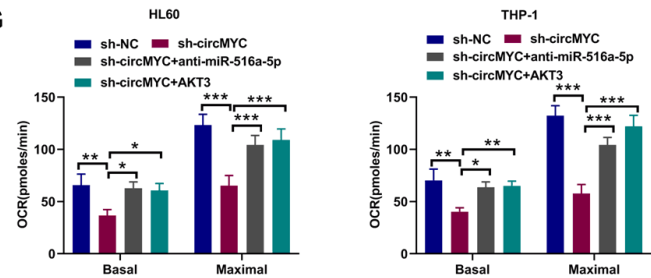 G
HL60
sh-NC sh-circMYC
sh-circMYC+anti-miR-516a-5p
sh-circMYC+AKT3
OCR(pmoles/min)
150
100
50
0
** * *
*** *** ***
Basal Maximal
THP-1
sh-NC sh-circMYC
sh-circMYC+anti-miR-516a-5p
sh-circMYC+AKT3
OCR(pmoles/min)
150
100
50
0
** * **
*** *** ***
Basal Maximal